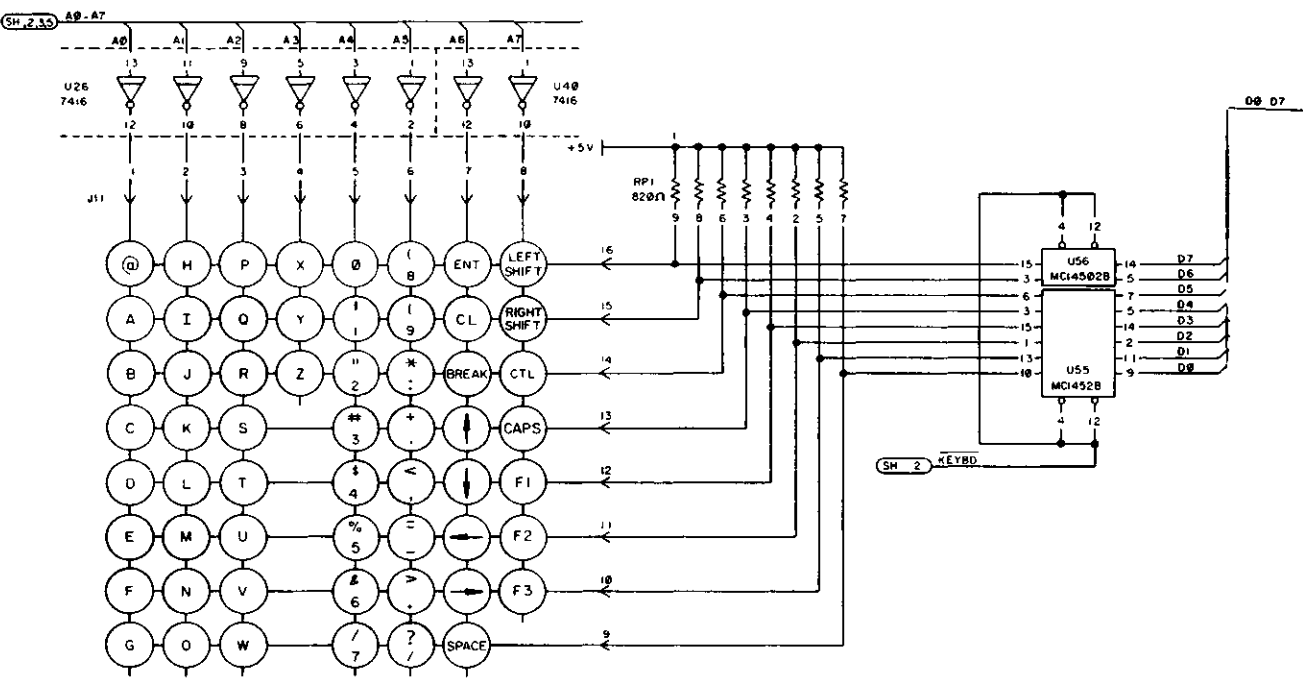 SH 2,3,5 AØ-A7
AØ A1 A2 A3 A4 A5 A6 A7
13 11 9 5 3 1 13 1
U26
7416
U40
7416
12 10 8 6 4 2 12 10
DØ D7
+5V
1
1 2 3 4 5 6 7 8
J11
RP1
820Ω
9 8 6 3 4 2 5 7
@ H P X Ø ( 8 ENT LEFT SHIFT 16
A I Q Y ! 1 ( 9 CL RIGHT SHIFT 15
B J R Z " 2 * : BREAK CTL 14
C K S # 3 + . CAPS 13
D L T $ 4 < , F1 12
E M U % 5 = _ F2 11
F N V & 6 > . F3 10
G O W / 7 ? / SPACE 9
4 12
15 U56 14 D7
3 MC14502B 5 D6
6 7 D5
3 5 D4
15 14 D3
1 2 D2
13 11 D1
10 U55 9 DØ
MC1452B
4 12
SH 2 KEYBD